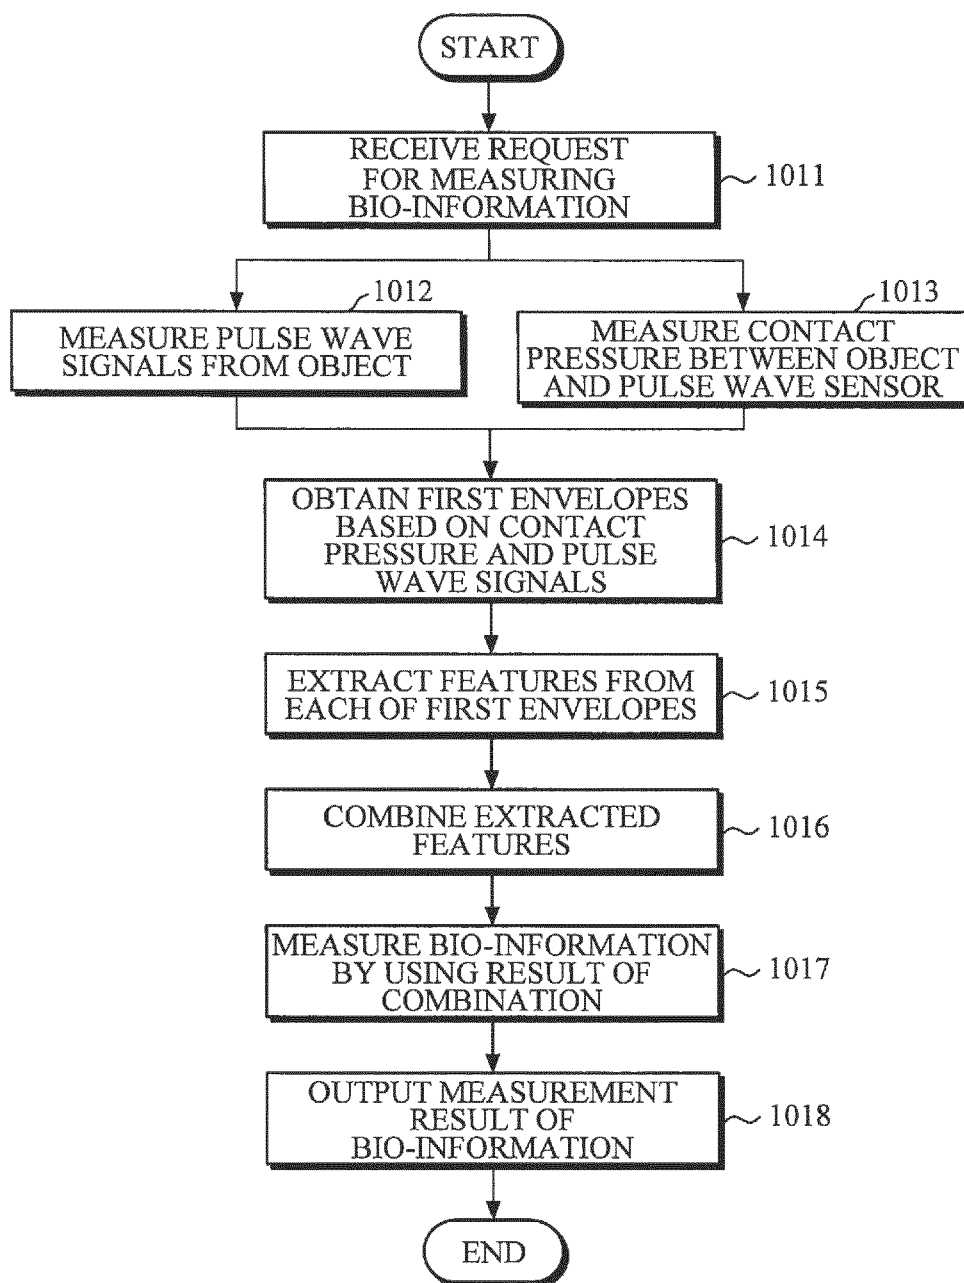 START
RECEIVE REQUEST
FOR MEASURING
BIO-INFORMATION
1011
1012
MEASURE PULSE WAVE
SIGNALS FROM OBJECT
1013
MEASURE CONTACT
PRESSURE BETWEEN OBJECT
AND PULSE WAVE SENSOR
OBTAIN FIRST ENVELOPES
BASED ON CONTACT
PRESSURE AND PULSE
WAVE SIGNALS
1014
EXTRACT FEATURES FROM
EACH OF FIRST ENVELOPES
1015
COMBINE EXTRACTED
FEATURES
1016
MEASURE BIO-INFORMATION
BY USING RESULT OF
COMBINATION
1017
OUTPUT MEASUREMENT
RESULT OF
BIO-INFORMATION
1018
END